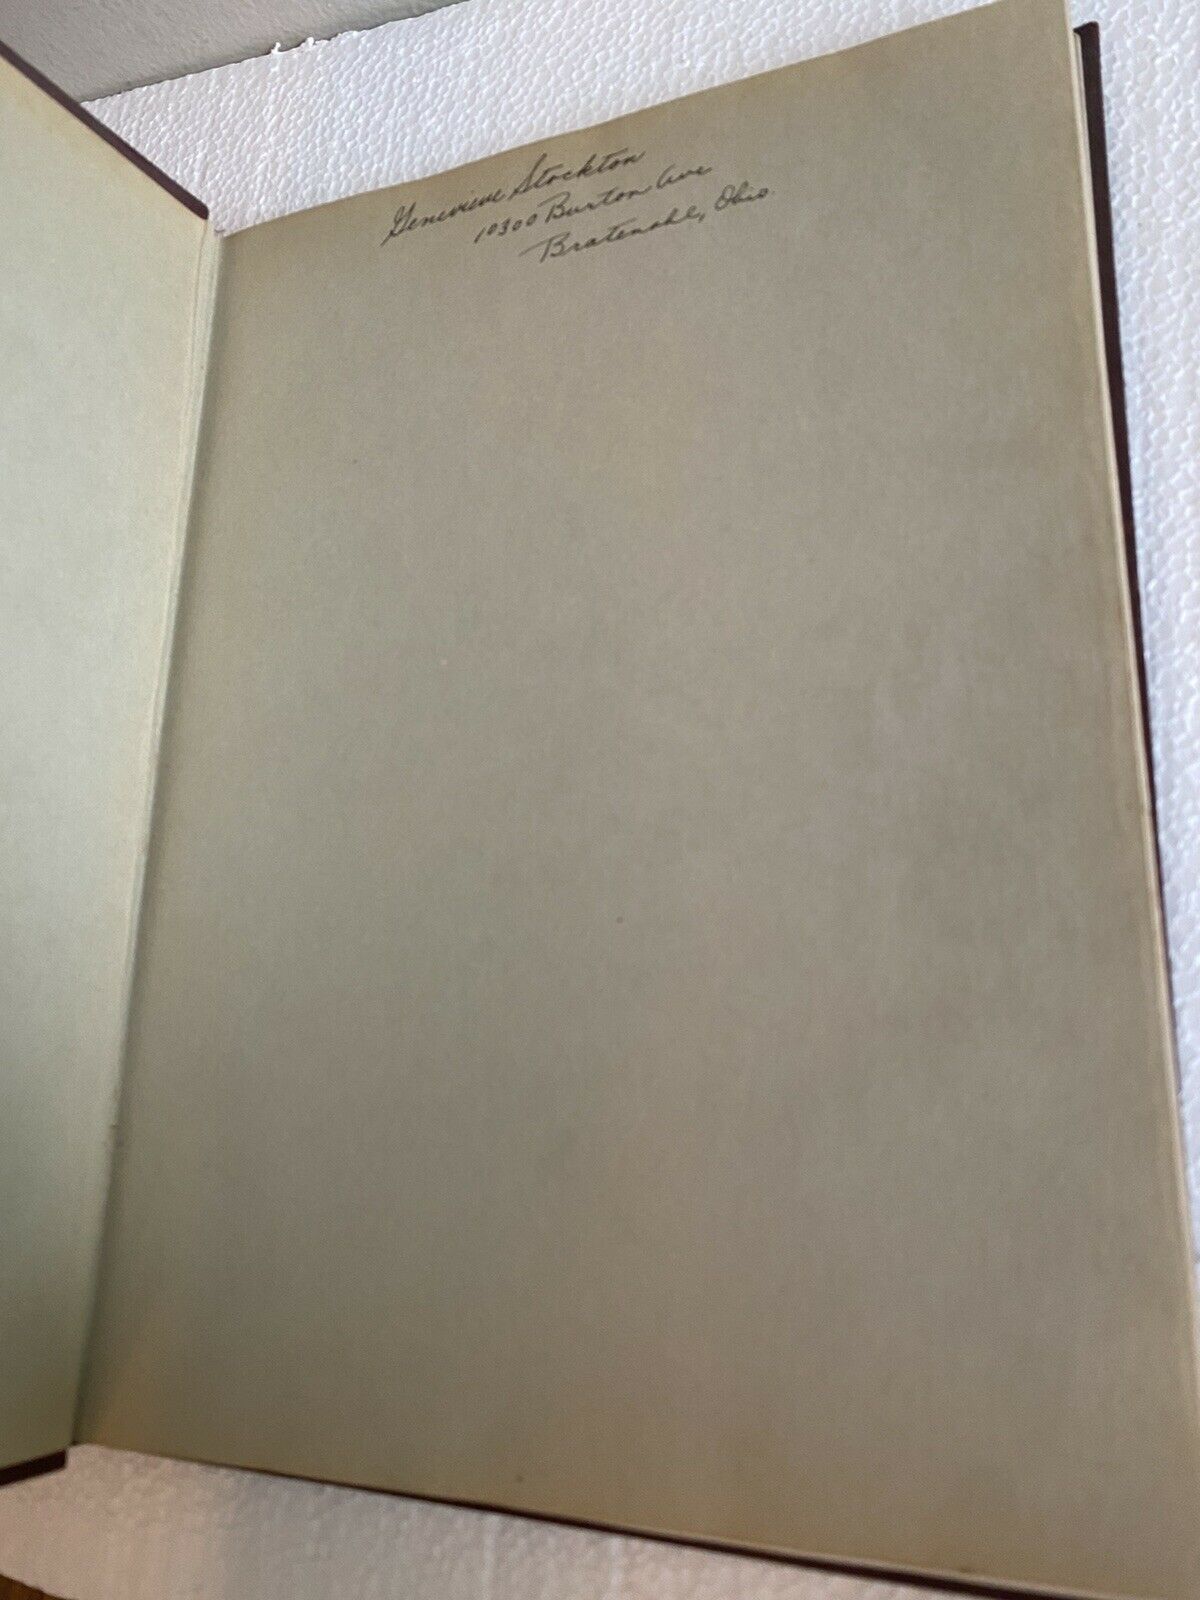 Genevieve Stockton
10300 Burton Ave
Bratenahl, Ohio.